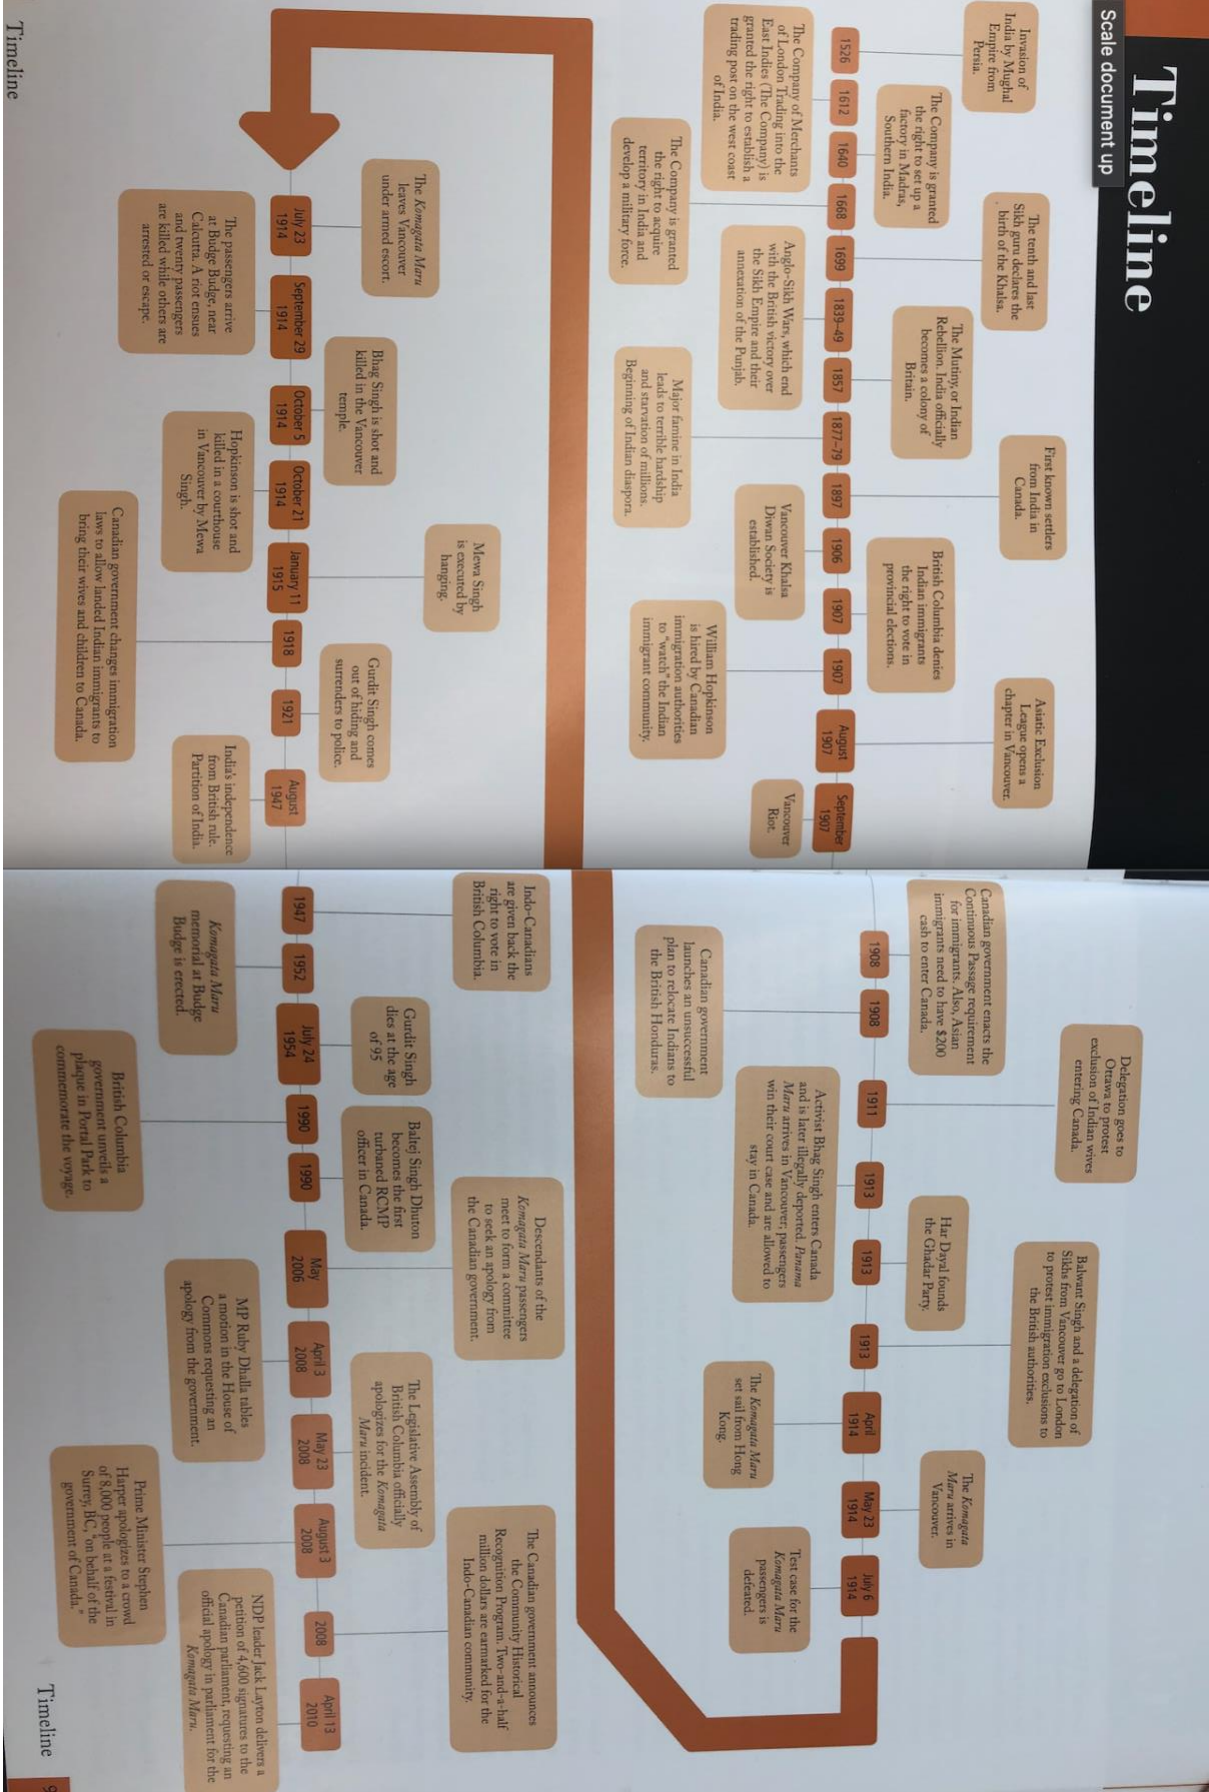 Scale document up
Timeline
Invasion of
India by Mughal
Empire from
Persia.
1526
The Company of Merchants
of London Trading into the
East Indies (The Company) is
granted the right to establish a
trading post on the west coast
of India.
1612
The Company is granted
the right to set up a
factory in Madras,
Southern India.
1640
The Company is granted
the right to acquire
territory in India and
develop a military force.
1668
The tenth and last
Sikh guru declares the
birth of the Khalsa.
1699
Anglo-Sikh Wars, which end
with the British victory over
the Sikh Empire and their
annexation of the Punjab.
1839–49
The Mutiny, or Indian
Rebellion. India officially
becomes a colony of
Britain.
1857
Major famine in India
leads to terrible hardship
and starvation of millions.
Beginning of Indian diaspora.
1877–79
First known settlers
from India in
Canada.
1897
Vancouver Khalsa
Diwan Society is
established.
1906
British Columbia denies
Indian immigrants
the right to vote in
provincial elections.
1907
William Hopkinson
is hired by Canadian
immigration authorities
to "watch" the Indian
immigrant community.
1907
Asiatic Exclusion
League opens a
chapter in Vancouver.
August
1907
Vancouver
Riot.
September
1907
Canadian government enacts the
Continuous Passage requirement
for immigrants. Also, Asian
immigrants need to have $200
cash to enter Canada.
1908
Canadian government
launches an unsuccessful
plan to relocate Indians to
the British Honduras.
1908
Delegation goes to
Ottawa to protest
exclusion of Indian wives
entering Canada.
1911
Activist Bhag Singh enters Canada
and is later illegally deported. Panama
Maru arrives in Vancouver; passengers
win their court case and are allowed to
stay in Canada.
1913
Har Dayal founds
the Ghadar Party.
1913
Balwant Singh and a delegation of
Sikhs from Vancouver go to London
to protest immigration exclusions to
the British authorities.
1913
The Komagata Maru
set sail from Hong
Kong.
April
1914
The Komagata
Maru arrives in
Vancouver.
May 23
1914
Test case for the
Komagata Maru
passengers is
defeated.
July 6
1914
The Komagata Maru
leaves Vancouver
under armed escort.
July 23
1914
The passengers arrive
at Budge Budge, near
Calcutta. A riot ensues
and twenty passengers
are killed while others are
arrested or escape.
September 29
1914
Bhag Singh is shot and
killed in the Vancouver
temple.
October 5
1914
Hopkinson is shot and
killed in a courthouse
in Vancouver by Mewa
Singh.
October 21
1914
Mewa Singh
is executed by
hanging.
January 11
1915
Canadian government changes immigration
laws to allow landed Indian immigrants to
bring their wives and children to Canada.
1918
Gurdit Singh comes
out of hiding and
surrenders to police.
1921
India's independence
from British rule.
Partition of India.
August
1947
Indo-Canadians
are given back the
right to vote in
British Columbia.
1947
Komagata Maru
memorial at Budge
Budge is erected.
1952
Gurdit Singh
dies at the age
of 95
July 24
1954
British Columbia
government unveils a
plaque in Portal Park to
commemorate the voyage.
1990
Baltej Singh Dhuton
becomes the first
turbaned RCMP
officer in Canada.
1990
Descendants of the
Komagata Maru passengers
meet to form a committee
to seek an apology from
the Canadian government.
May
2006
MP Ruby Dhalla tables
a motion in the House of
Commons requesting an
apology from the government.
April 3
2008
The Legislative Assembly of
British Columbia officially
apologizes for the Komagata
Maru incident.
May 23
2008
Prime Minister Stephen
Harper apologizes to a crowd
of 8,000 people at a festival in
Surrey, BC, "on behalf of the
government of Canada."
August 3
2008
The Canadian government announces
the Community Historical
Recognition Program. Two-and-a-half
million dollars are earmarked for the
Indo-Canadian community.
2008
NDP leader Jack Layton delivers a
petition of 4,600 signatures to the
Canadian parliament, requesting an
official apology in parliament for the
Komagata Maru.
April 13
2010
Timeline
Timeline 9